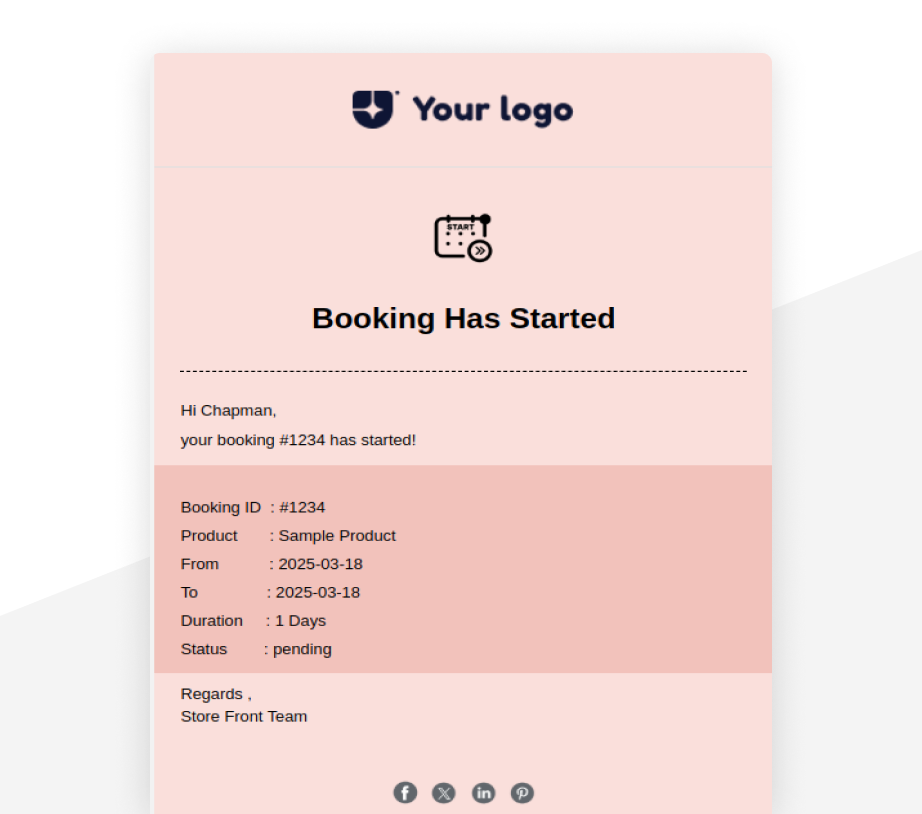 Your logo
START
Booking Has Started
Hi Chapman,
your booking #1234 has started!
Booking ID : #1234
Product : Sample Product
From : 2025-03-18
To : 2025-03-18
Duration : 1 Days
Status : pending
Regards ,
Store Front Team